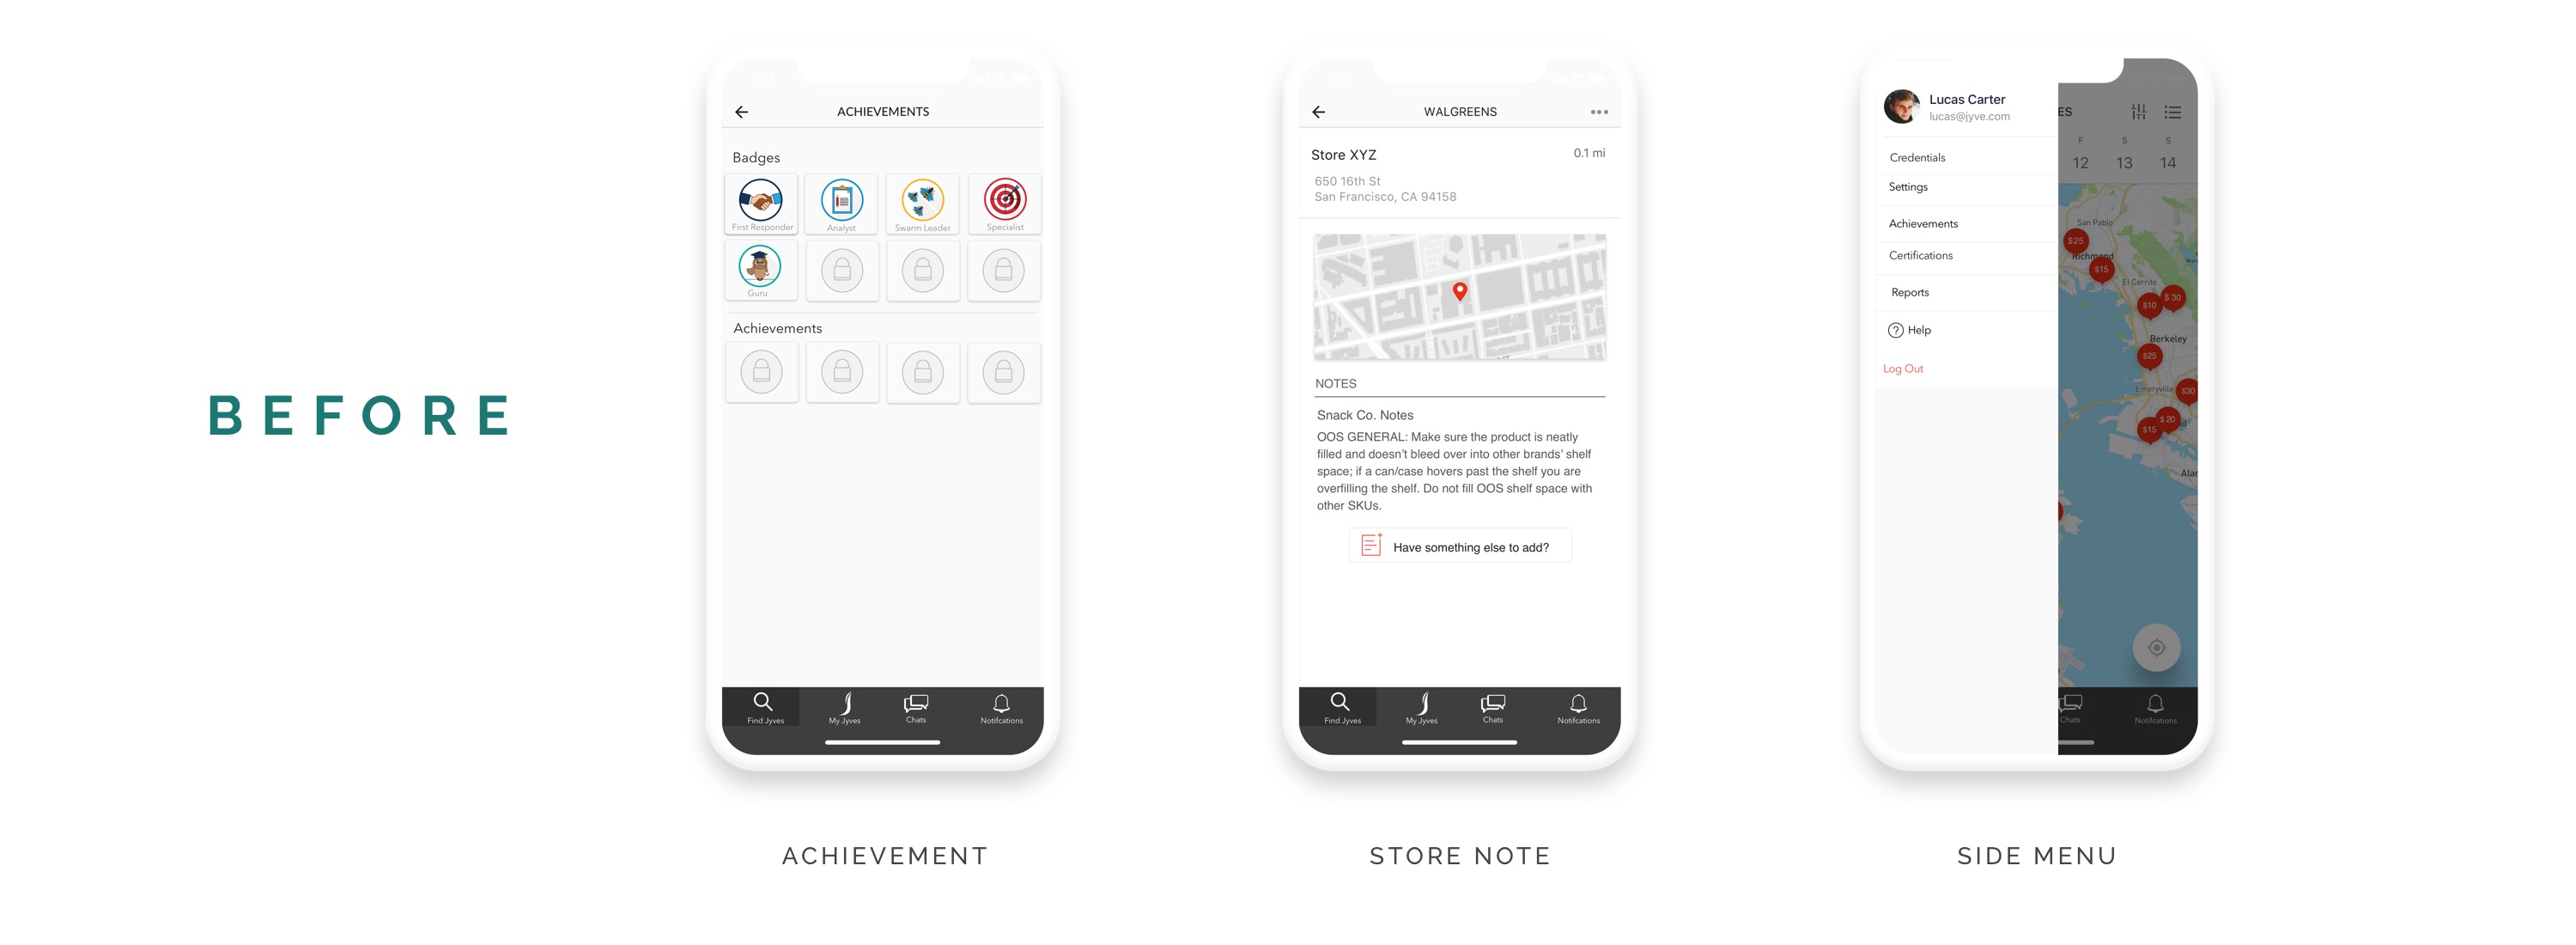 BEFORE
ACHIEVEMENTS
Badges
First Responder
Analyst
Swarm Leader
Specialist
Guru
Achievements
Find Jyves
My Jyves
Chats
Notifcations
ACHIEVEMENT
WALGREENS
Store XYZ
0.1 mi
650 16th St
San Francisco, CA 94158
NOTES
Snack Co. Notes
OOS GENERAL: Make sure the product is neatly
filled and doesn't bleed over into other brands' shelf
space; if a can/case hovers past the shelf you are
overfilling the shelf. Do not fill OOS shelf space with
other SKUs.
Have something else to add?
Find Jyves
My Jyves
Chats
Notifcations
STORE NOTE
Lucas Carter
lucas@jyve.com
Credentials
Settings
Achievements
Certifications
Reports
? Help
Log Out
ES
F
S
S
12
13
14
San Pablo
$25
Richmond
$15
El Cerrito
$10
$ 30
Berkeley
$25
Emeryville
$30
$ 20
$15
Alar
Chats
Notifcations
SIDE MENU